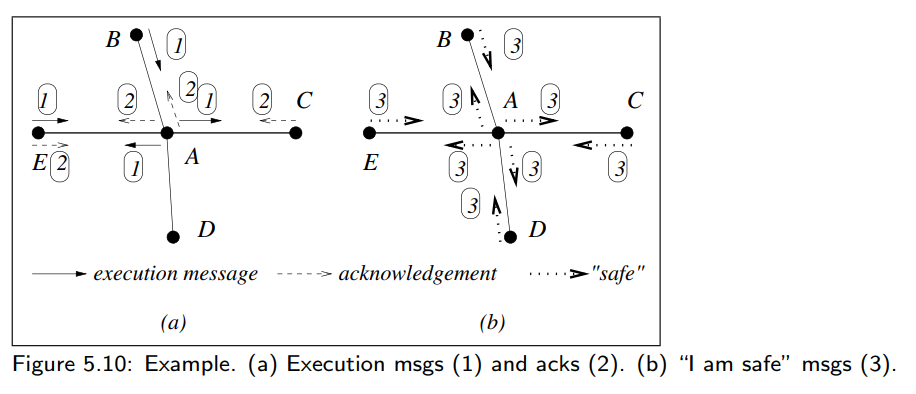 B 1 B 3
1 2 2 1 2 C 3 3 A 3 C
E 2 1 A E 3 3 3
D 3 D
execution message acknowledgement "safe"
(a) (b)
Figure 5.10: Example. (a) Execution msgs (1) and acks (2). (b) “I am safe” msgs (3).